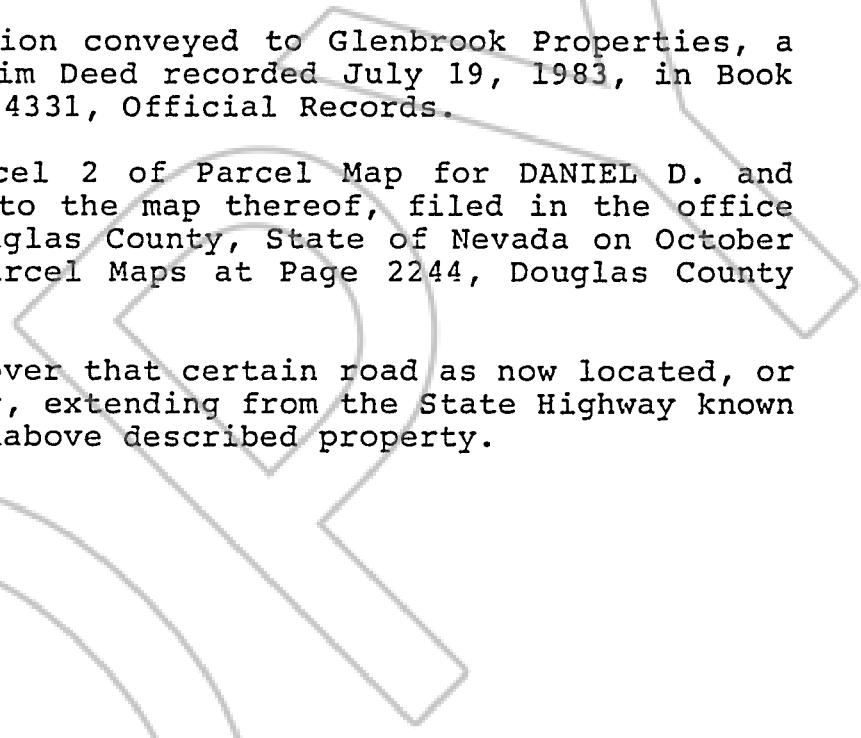 ion conveyed to Glenbrook Properties, a
im Deed recorded July 19, 1983, in Book
4331, Official Records.
cel 2 of Parcel Map for DANIEL D. and
to the map thereof, filed in the office
glas County, State of Nevada on October
rcel Maps at Page 2244, Douglas County
ver that certain road as now located, or
, extending from the State Highway known
above described property.